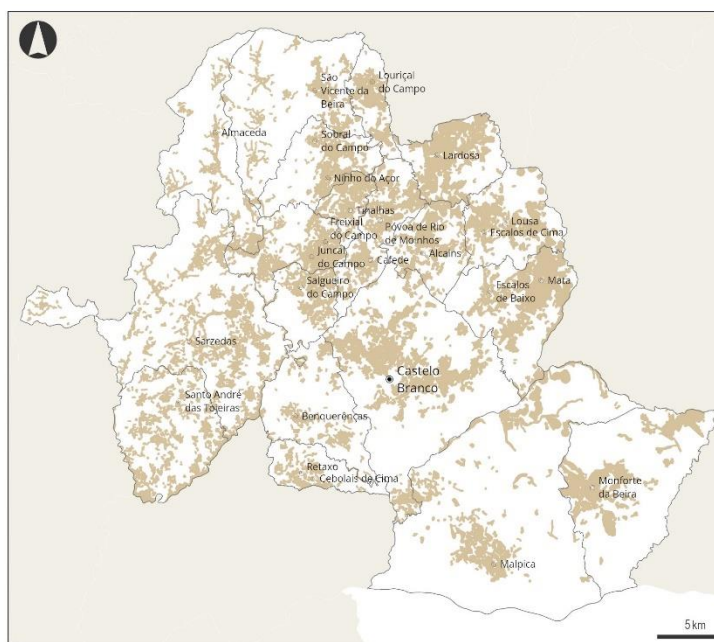 Louriçal
do Campo
São
Vicente da
Beira
Almaceda
Sobral
do Campo
Lardosa
Ninho do Açor
Tinalhas
Freixial
do Campo
Póvoa de Rio
de Moinhos
Lousa
Escalos de Cima
Juncal
do Campo
Cafede
Alcains
Salgueiro
do Campo
Escalos
de Baixo
Mata
Sarzedas
Castelo
Branco
Santo André
das Tojeiras
Benquerenças
Retaxo
Cebolais de Cima
Monforte
da Beira
Malpica
5 km